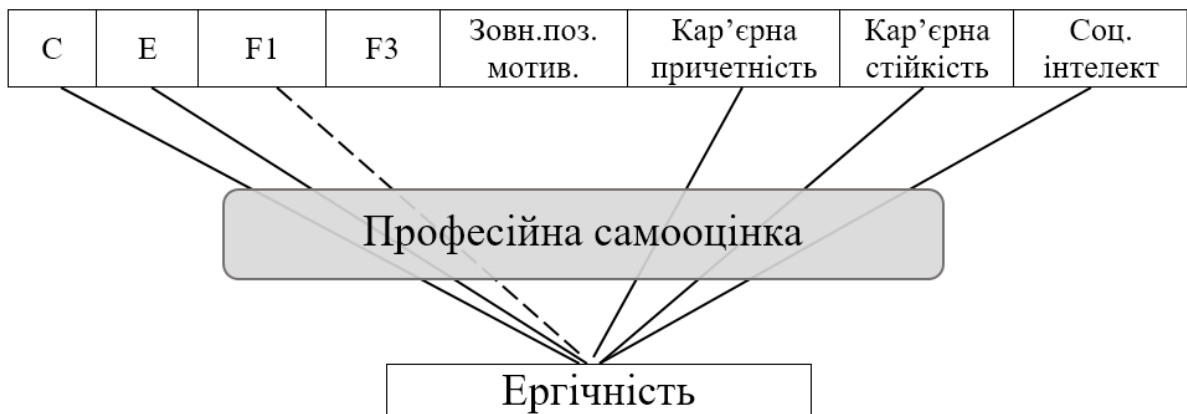 С
Е
F1
F3
Зовн.поз.
мотив.
Кар’єрна
причетність
Кар’єрна
стійкість
Соц.
інтелект
Професійна самооцінка
Ергічність